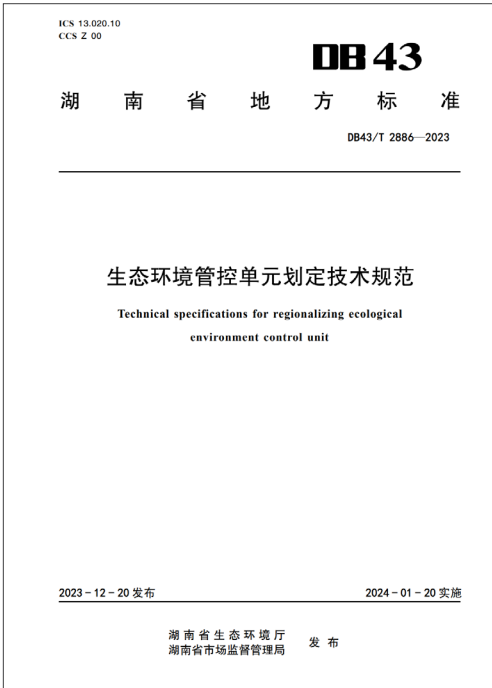 ICS 13.020.10
CCS Z 00
DB 43
湖南省地方标准
DB43/T 2886—2023
生态环境管控单元划定技术规范
Technical specifications for regionalizing ecological
environment control unit
2023-12-20 发布
2024-01-20 实施
湖南省生态环境厅
湖南省市场监督管理局
发布